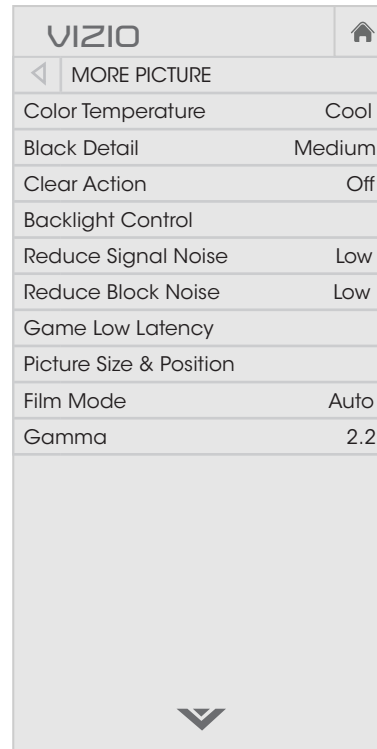 VIZIO
MORE PICTURE
Color Temperature Cool
Black Detail Medium
Clear Action Off
Backlight Control
Reduce Signal Noise Low
Reduce Block Noise Low
Game Low Latency
Picture Size & Position
Film Mode Auto
Gamma 2.2